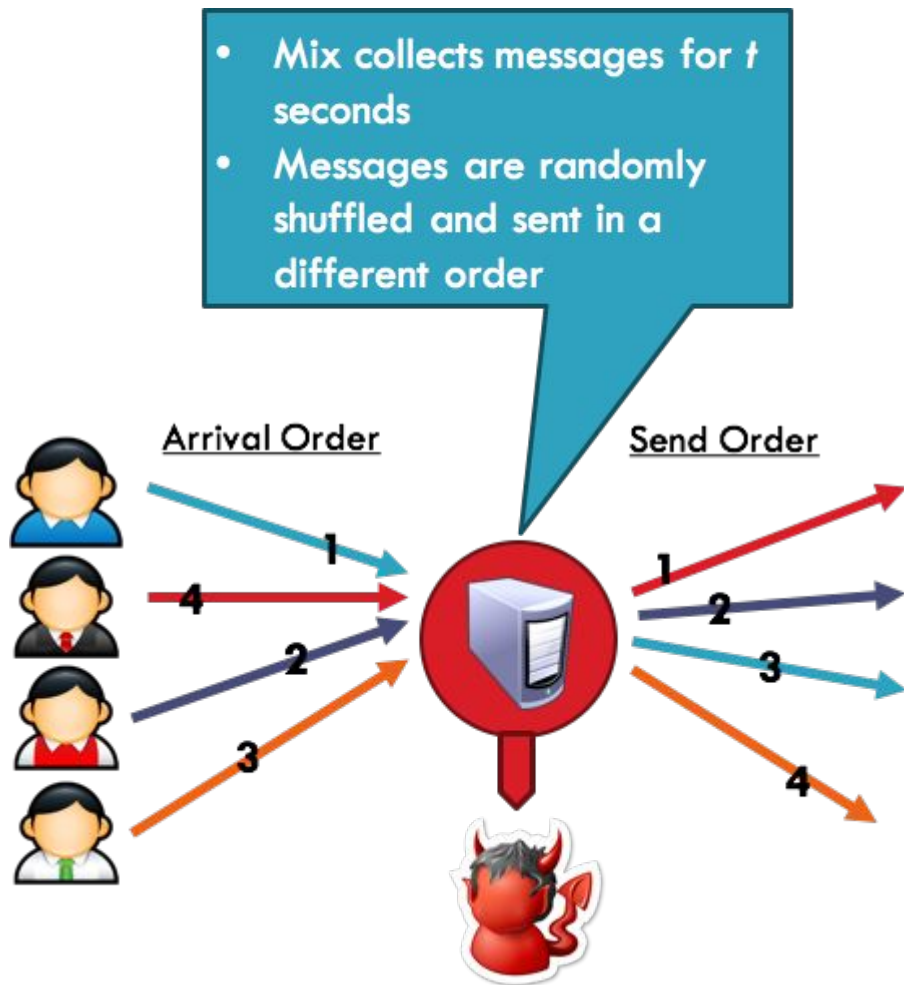 • Mix collects messages for t
seconds
• Messages are randomly
shuffled and sent in a
different order
Arrival Order
Send Order
1
4
2
3
1
2
3
4